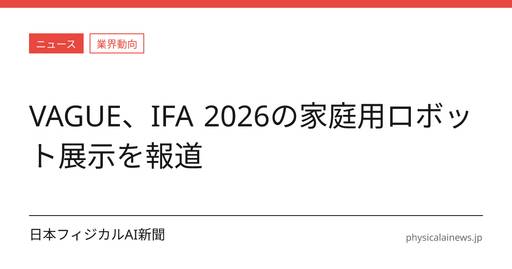 ニュース 業界動向
VAGUE、IFA 2026の家庭用ロボッ
ト展示を報道
日本フィジカルAI新聞
physicalainews.jp